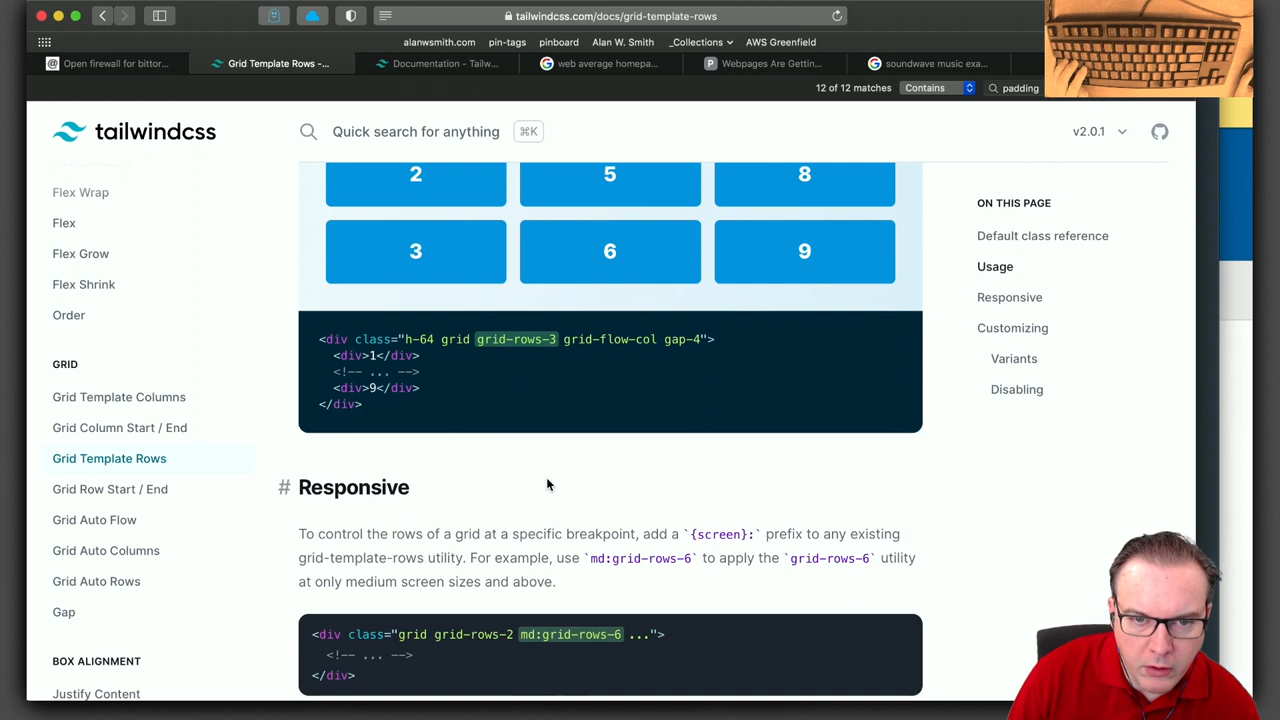 tailwindcss.com/docs/grid-template-rows
alanwsmith.com pin-tags pinboard Alan W. Smith _Collections AWS Greenfield
Open firewall for bittor... Grid Template Rows -... Documentation - Tailw... web average homepa... Webpages Are Gettin... soundwave music exa...
12 of 12 matches Contains padding
tailwindcss
Quick search for anything ⌘K
v2.0.1
Flex Wrap
Flex
Flex Grow
Flex Shrink
Order
GRID
Grid Template Columns
Grid Column Start / End
Grid Template Rows
Grid Row Start / End
Grid Auto Flow
Grid Auto Columns
Grid Auto Rows
Gap
BOX ALIGNMENT
Justify Content
2 5 8
3 6 9
<div class="h-64 grid grid-rows-3 grid-flow-col gap-4">
<div>1</div>
<!-- ... -->
<div>9</div>
</div>
# Responsive
To control the rows of a grid at a specific breakpoint, add a `{screen}:` prefix to any existing
grid-template-rows utility. For example, use `md:grid-rows-6` to apply the `grid-rows-6` utility
at only medium screen sizes and above.
<div class="grid grid-rows-2 md:grid-rows-6 ...">
<!-- ... -->
</div>
ON THIS PAGE
Default class reference
Usage
Responsive
Customizing
Variants
Disabling